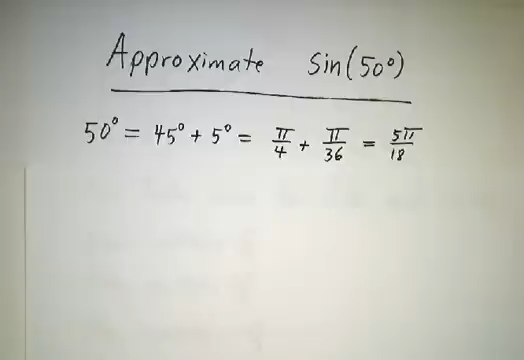 Approximate sin(50°)
50° = 45° + 5° = π/4 + π/36 = 5π/18